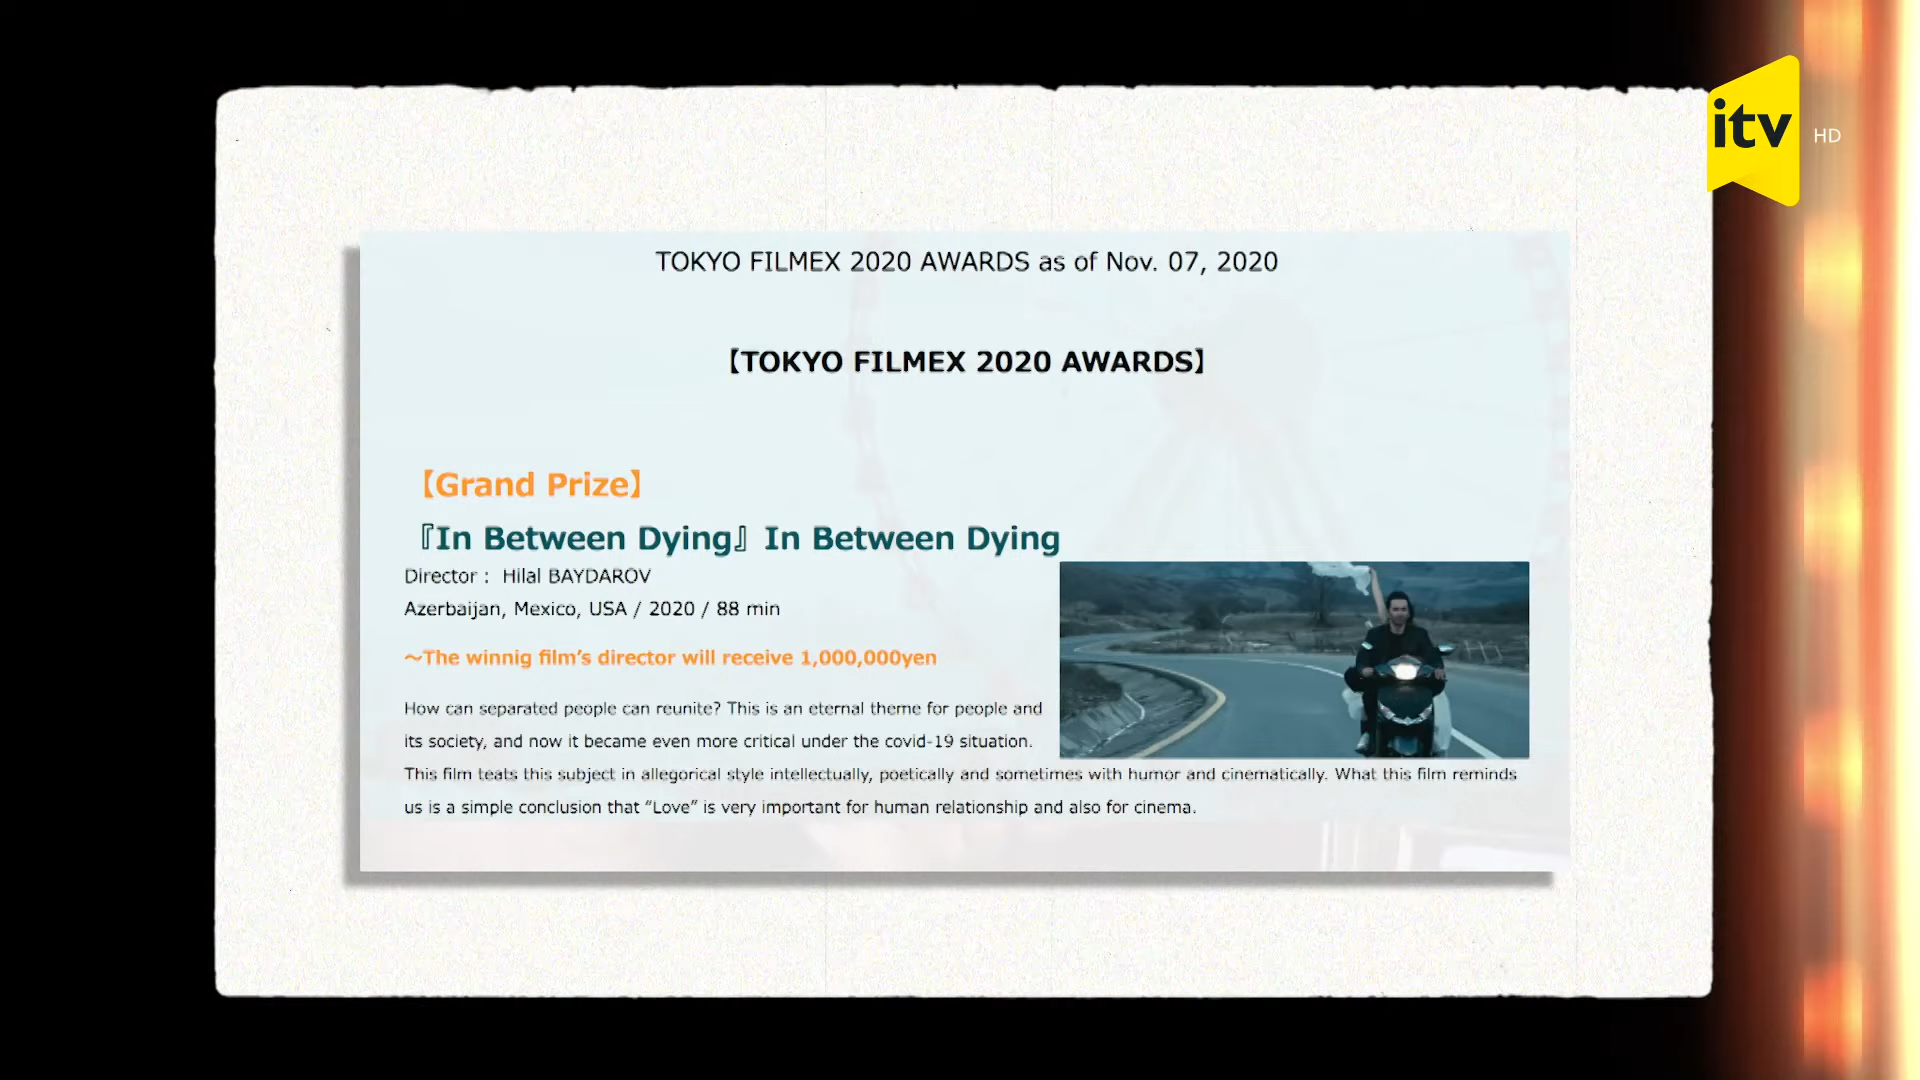 itv HD
TOKYO FILMEX 2020 AWARDS as of Nov. 07, 2020
【TOKYO FILMEX 2020 AWARDS】
【Grand Prize】
『In Between Dying』 In Between Dying
Director : Hilal BAYDAROV
Azerbaijan, Mexico, USA / 2020 / 88 min
～The winnig film’s director will receive 1,000,000yen
How can separated people can reunite? This is an eternal theme for people and
its society, and now it became even more critical under the covid-19 situation.
This film teats this subject in allegorical style intellectually, poetically and sometimes with humor and cinematically. What this film reminds
us is a simple conclusion that “Love” is very important for human relationship and also for cinema.